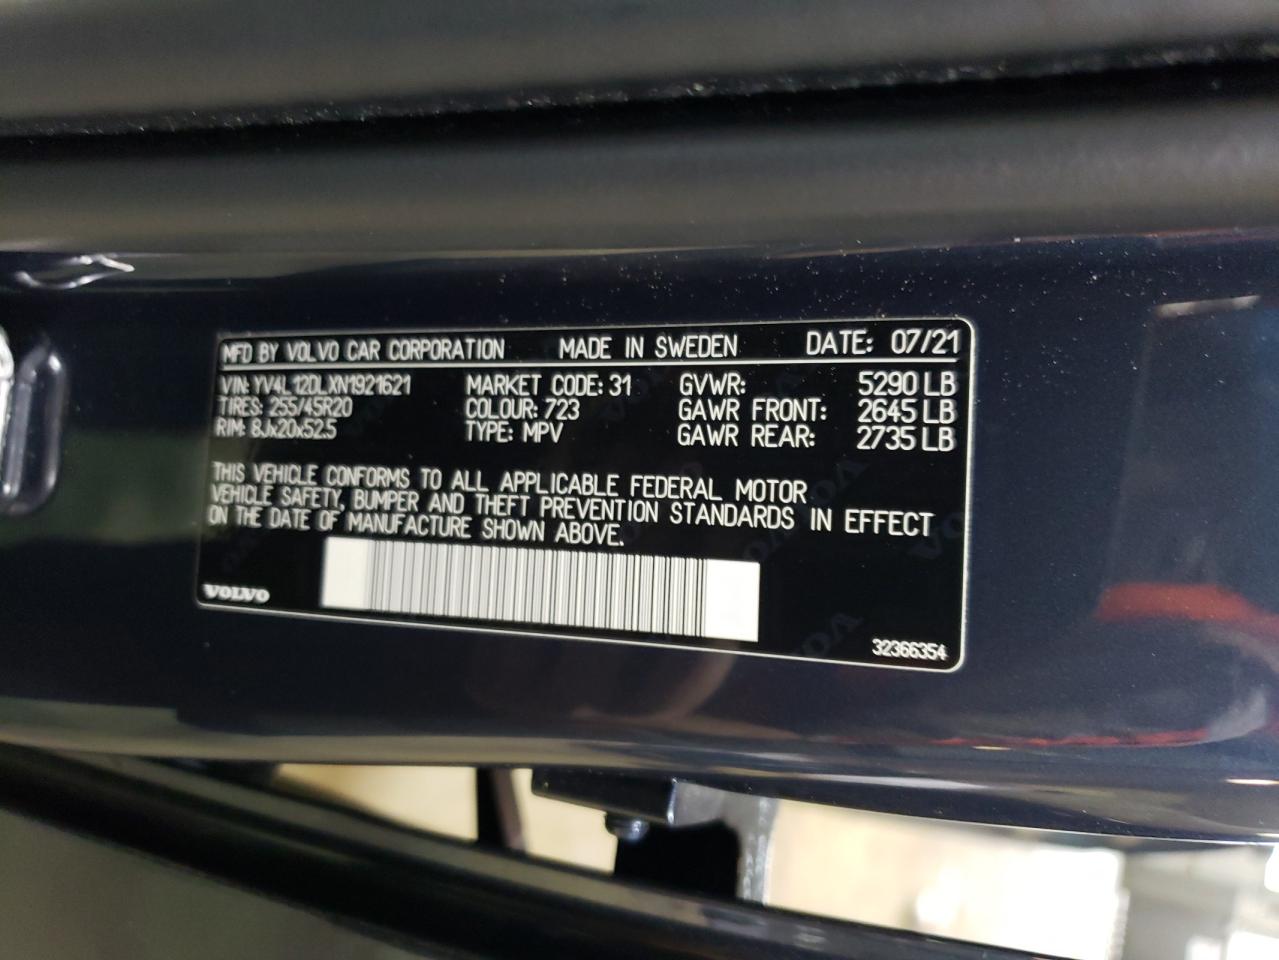 MFD BY VOLVO CAR CORPORATION MADE IN SWEDEN DATE: 07/21
VIN: YV4L12DLXN1921621 MARKET CODE: 31 GVWR: 5290 LB
TIRES: 255/45R20 COLOUR: 723 GAWR FRONT: 2645 LB
RIM: 8Jx20x52.5 TYPE: MPV GAWR REAR: 2735 LB
THIS VEHICLE CONFORMS TO ALL APPLICABLE FEDERAL MOTOR
VEHICLE SAFETY, BUMPER AND THEFT PREVENTION STANDARDS IN EFFECT
ON THE DATE OF MANUFACTURE SHOWN ABOVE.
VOLVO
32366354